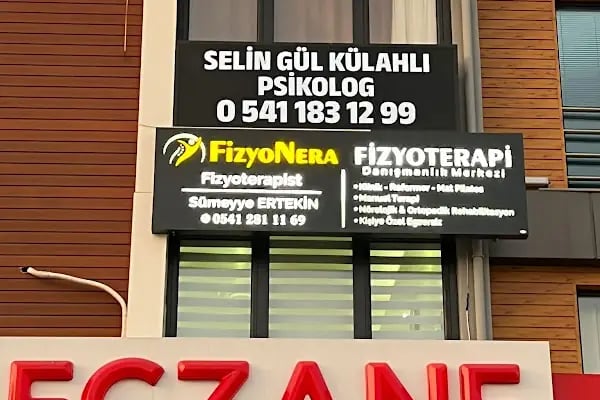 SELİN GÜL KÜLAHLI
PSİKOLOG
0 541 183 12 99
FizyoNERA
Fizyoterapist
Sümeyye ERTEKİN
0541 281 11 69
FİZYOTERAPİ
Danışmanlık Merkezi
• Klinik - Reformer - Mat Pilates
• Manuel Terapi
• Nörolojik & Ortopedik Rehabilitasyon
• Kişiye Özel Egzersiz
ECZANE